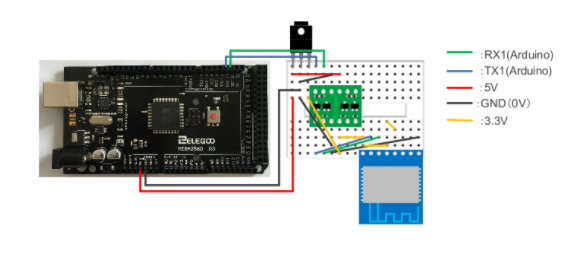 :RX1(Arduino)
:TX1(Arduino)
:5V
:GND(0V)
:3.3V
ELEGOO
MEGA2560 R3